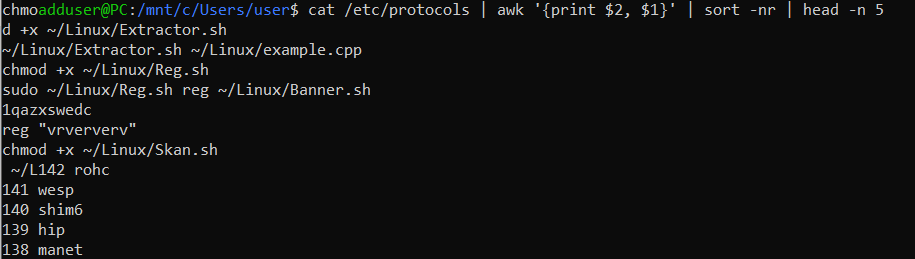 chmoadduser@PC:/mnt/c/Users/user$ cat /etc/protocols | awk '{print $2, $1}' | sort -nr | head -n 5
d +x ~/Linux/Extractor.sh
~/Linux/Extractor.sh ~/Linux/example.cpp
chmod +x ~/Linux/Reg.sh
sudo ~/Linux/Reg.sh reg ~/Linux/Banner.sh
1qazxswedc
reg "vrververv"
chmod +x ~/Linux/Skan.sh
 ~/L142 rohc
141 wesp
140 shim6
139 hip
138 manet